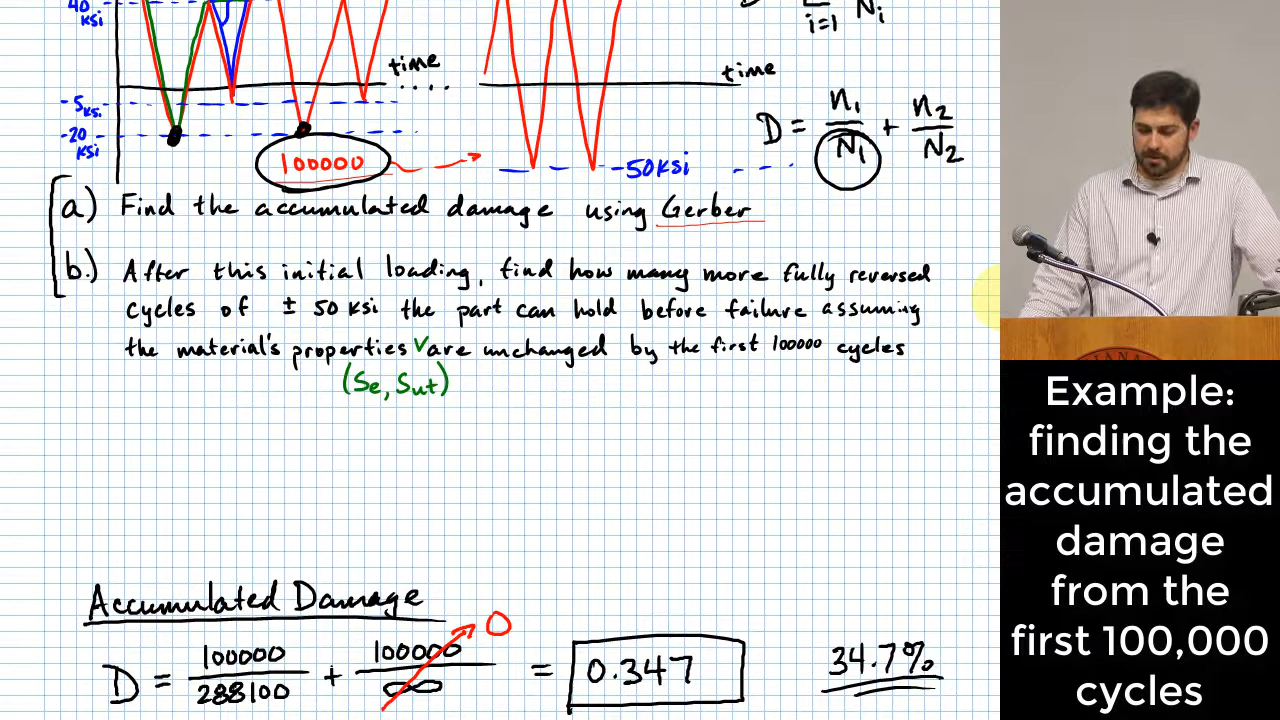 40
ksi
time
time
-5ksi
-20
ksi
100000
-50ksi
i=1 Ni
D = n1/N1 + n2/N2
a.) Find the accumulated damage using Gerber
b.) After this initial loading, find how many more fully reversed
cycles of ± 50 ksi the part can hold before failure assuming
the material's properties are unchanged by the first 100000 cycles
(Se, Sut)
Accumulated Damage
D = 100000/288100 + 100000/∞ 0 = 0.347 34.7%
Example:
finding the
accumulated
damage
from the
first 100,000
cycles